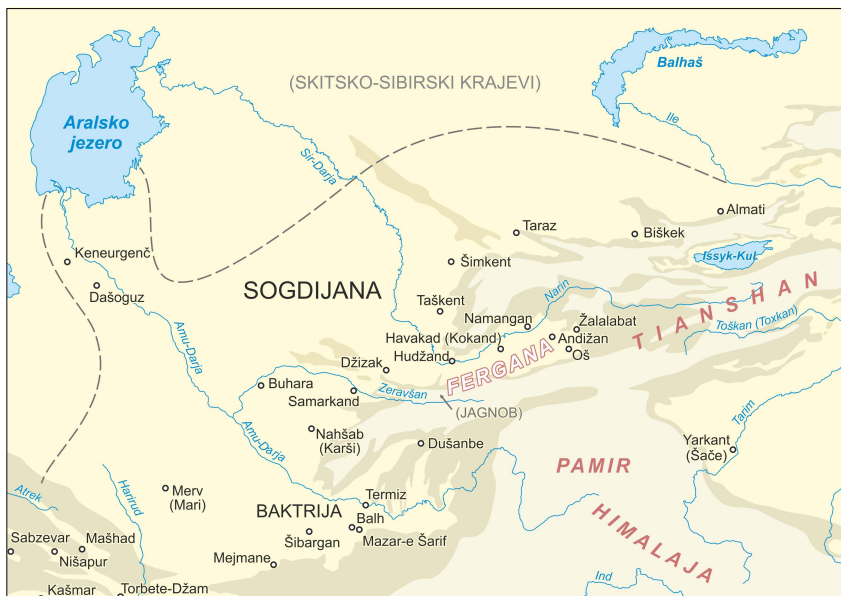 (SKITSKO-SIBIRSKI KRAJEVI)
Balhaš
Aralsko
jezero
Ile
Sir-Darja
Almati
Taraz
Biškek
Keneurgenč
Šimkent
Issyk-Kul
Dašoguz
SOGDIJANA
Taškent
Narin
TIANSHAN
Namangan
Žalalabat
Toškan (Toxkan)
Amu-Darja
Havakad (Kokand)
Andižan
Hudžand
Oš
Džizak
FERGANA
Buhara
Zeravšan
Samarkand
(JAGNOB)
Tarim
Amu-Darja
Nahšab
(Karši)
Dušanbe
Yarkant
(Šače)
PAMIR
Atrek
Harirud
Merv
(Mari)
Termiz
BAKTRIJA
HIMALAJA
Balh
Sabzevar
Mašhad
Šibargan
Mazar-e Šarif
Nišapur
Mejmane
Ind
Kašmar
Torbete-Džam